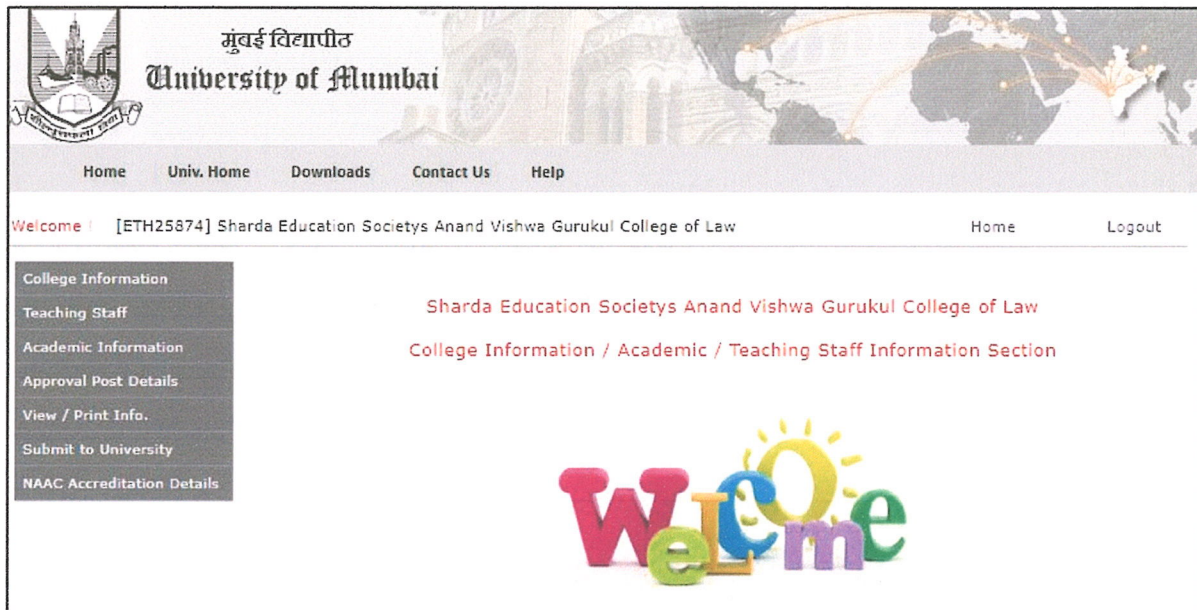 मुंबई विद्यापीठ
University of Mumbai
Home Univ. Home Downloads Contact Us Help
Welcome ! [ETH25874] Sharda Education Societys Anand Vishwa Gurukul College of Law Home Logout
College Information
Teaching Staff
Academic Information
Approval Post Details
View / Print Info.
Submit to University
NAAC Accreditation Details
Sharda Education Societys Anand Vishwa Gurukul College of Law
College Information / Academic / Teaching Staff Information Section
WeLCOme